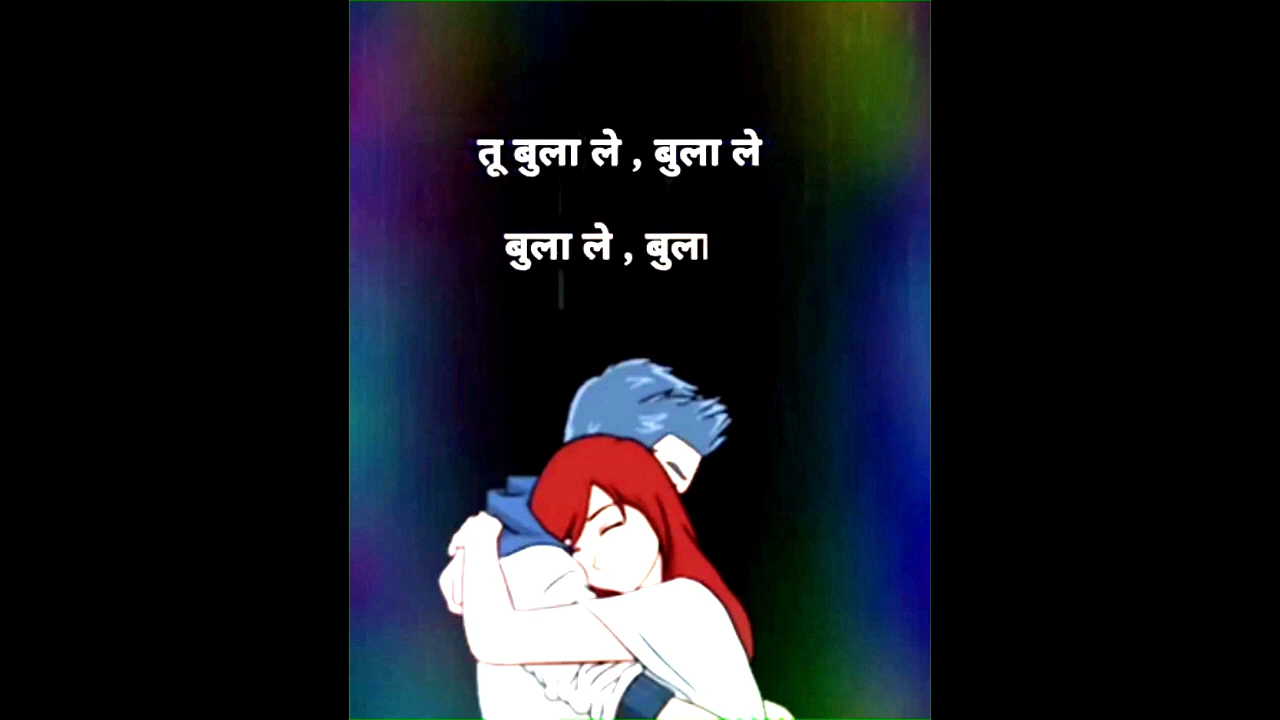 तू बुला ले , बुला ले
बुला ले , बुला